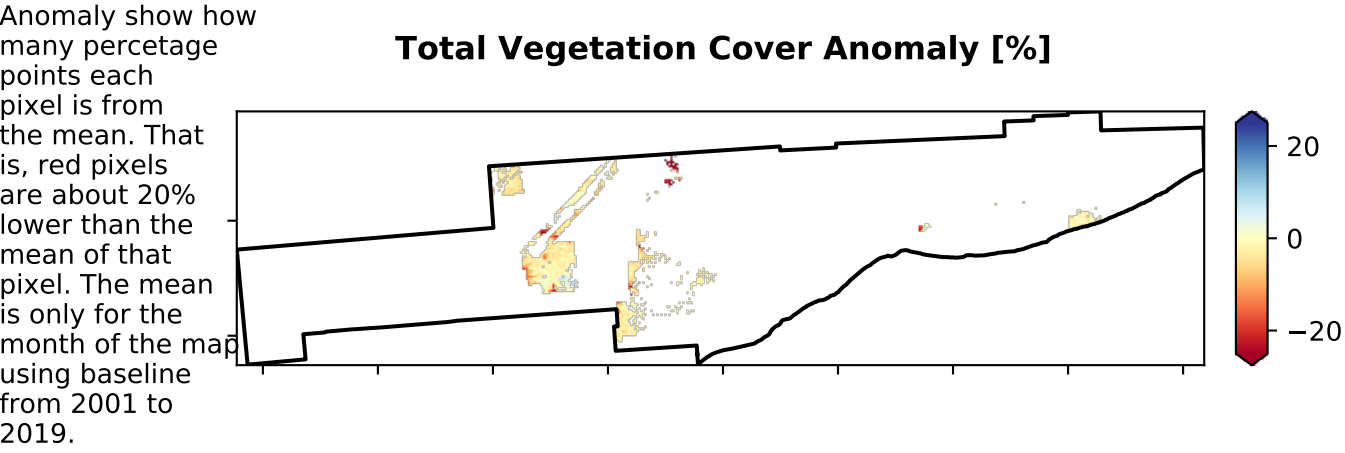 Anomaly show how
many percetage
points each
pixel is from
the mean. That
is, red pixels
are about 20%
lower than the
mean of that
pixel. The mean
is only for the
month of the map
using baseline
from 2001 to
2019.
Total Vegetation Cover Anomaly [%]
20
0
−20